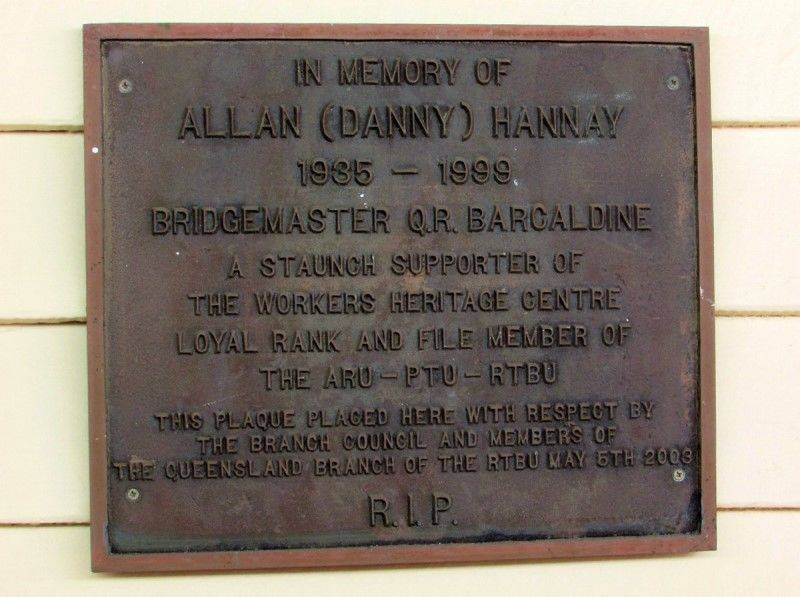 IN MEMORY OF
ALLAN (DANNY) HANNAY
1935 – 1999
BRIDGEMASTER Q.R. BARCALDINE
A STAUNCH SUPPORTER OF
THE WORKERS HERITAGE CENTRE
LOYAL RANK AND FILE MEMBER OF
THE ARU – PTU – RTBU
THIS PLAQUE PLACED HERE WITH RESPECT BY
THE BRANCH COUNCIL AND MEMBERS OF
THE QUEENSLAND BRANCH OF THE RTBU MAY 5TH 2003
R.I.P.